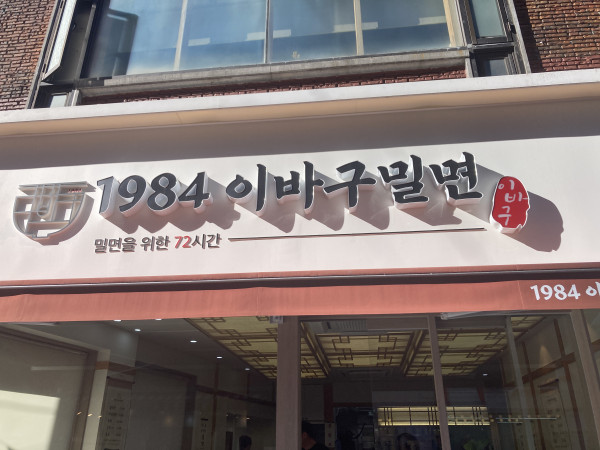 1984 이바구밀면
이바구
밀면을 위한 72시간
1984 이